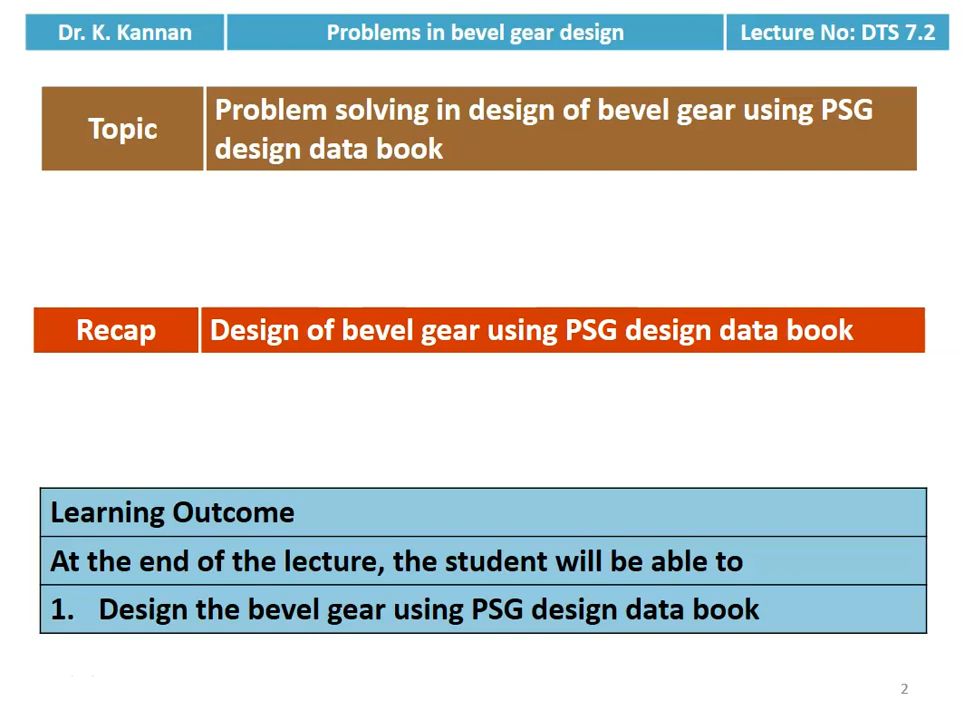 Dr. K. Kannan
Problems in bevel gear design
Lecture No: DTS 7.2
Topic
Problem solving in design of bevel gear using PSG
design data book
Recap
Design of bevel gear using PSG design data book
Learning Outcome
At the end of the lecture, the student will be able to
1. Design the bevel gear using PSG design data book
2